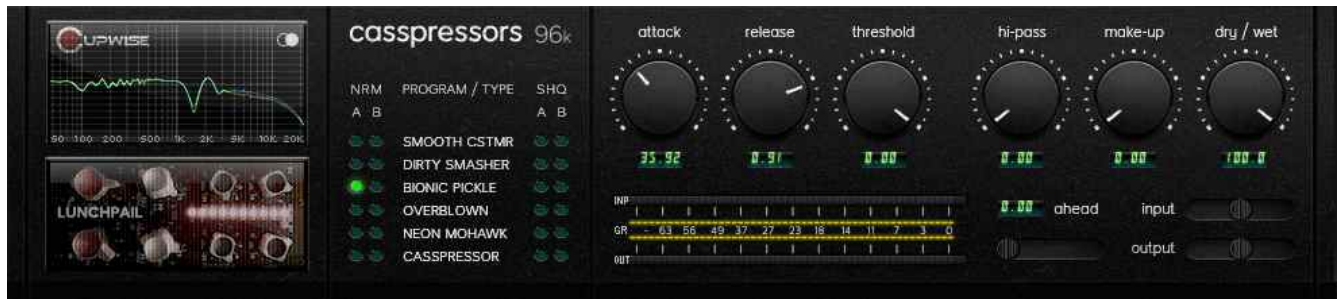 CUPWISE
50 100 200 500 1K 2K 5K 10K 20K
LUNCHPAIL
casspressors 96k
NRM PROGRAM / TYPE SHQ
A B A B
SMOOTH CSTMR
DIRTY SMASHER
BIONIC PICKLE
OVERBLOWN
NEON MOHAWK
CASSPRESSOR
attack release threshold hi-pass make-up dry / wet
35.92 0.91 0.00 0.00 0.00 100.0
INP
GR - 63 56 49 37 27 23 18 14 11 7 3 0
OUT
0.00 ahead input
output